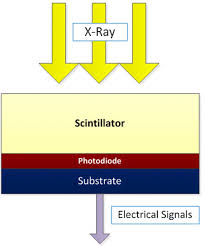 X-Ray
Scintillator
Photodiode
Substrate
Electrical Signals